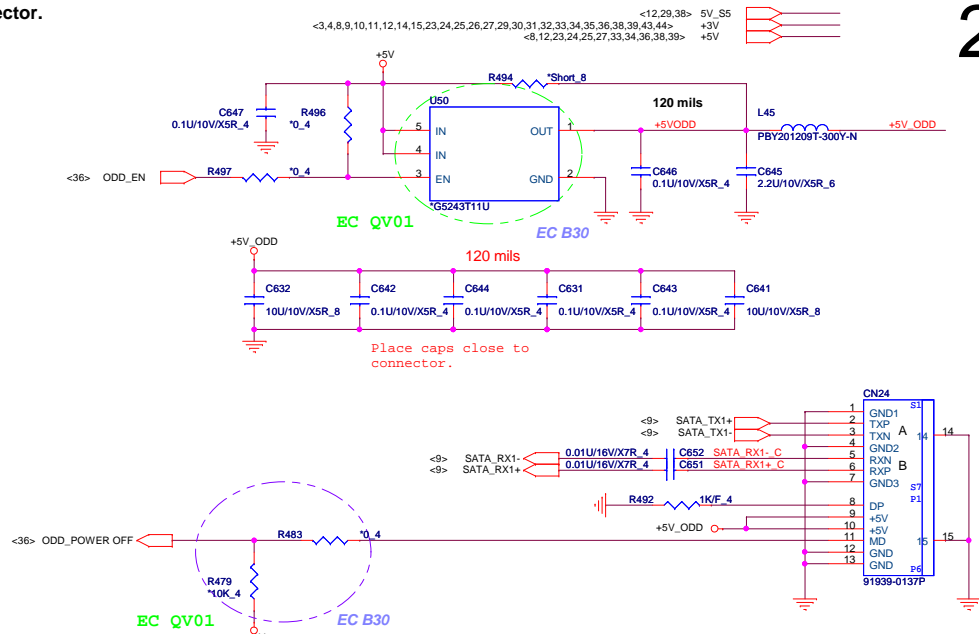 ector.
<12,29,38> 5V_S5
<3,4,8,9,10,11,12,14,15,23,24,25,26,27,29,30,31,32,33,34,35,36,38,39,43,44> +3V
<8,12,23,24,25,27,33,34,36,38,39> +5V
2
+5V
R494 *Short_8
C647
0.1U/10V/X5R_4
R496
*0_4
U50
5 IN OUT 1
4 IN
3 EN GND 2
*G5243T11U
120 mils
+5VODD
L45
PBY201209T-300Y-N
+5V_ODD
<36> ODD_EN R497 *0_4
C646
0.1U/10V/X5R_4
C645
2.2U/10V/X5R_6
EC QV01
EC B30
+5V_ODD
120 mils
C632
10U/10V/X5R_8
C642
0.1U/10V/X5R_4
C644
0.1U/10V/X5R_4
C631
0.1U/10V/X5R_4
C643
0.1U/10V/X5R_4
C641
10U/10V/X5R_8
Place caps close to
connector.
CN24
<9> SATA_TX1+
<9> SATA_TX1-
<9> SATA_RX1- 0.01U/16V/X7R_4 C652 SATA_RX1-_C
<9> SATA_RX1+ 0.01U/16V/X7R_4 C651 SATA_RX1+_C
R492 1K/F_4
+5V_ODD
1 GND1 S1
2 TXP A
3 TXN 14 14
4 GND2
5 RXN B
6 RXP
7 GND3 S7
P1
8 DP
9 +5V
10 +5V
11 MD 15 15
12 GND
13 GND P6
91939-0137P
<36> ODD_POWER OFF R483 *0_4
R479
*10K_4
EC QV01
EC B30